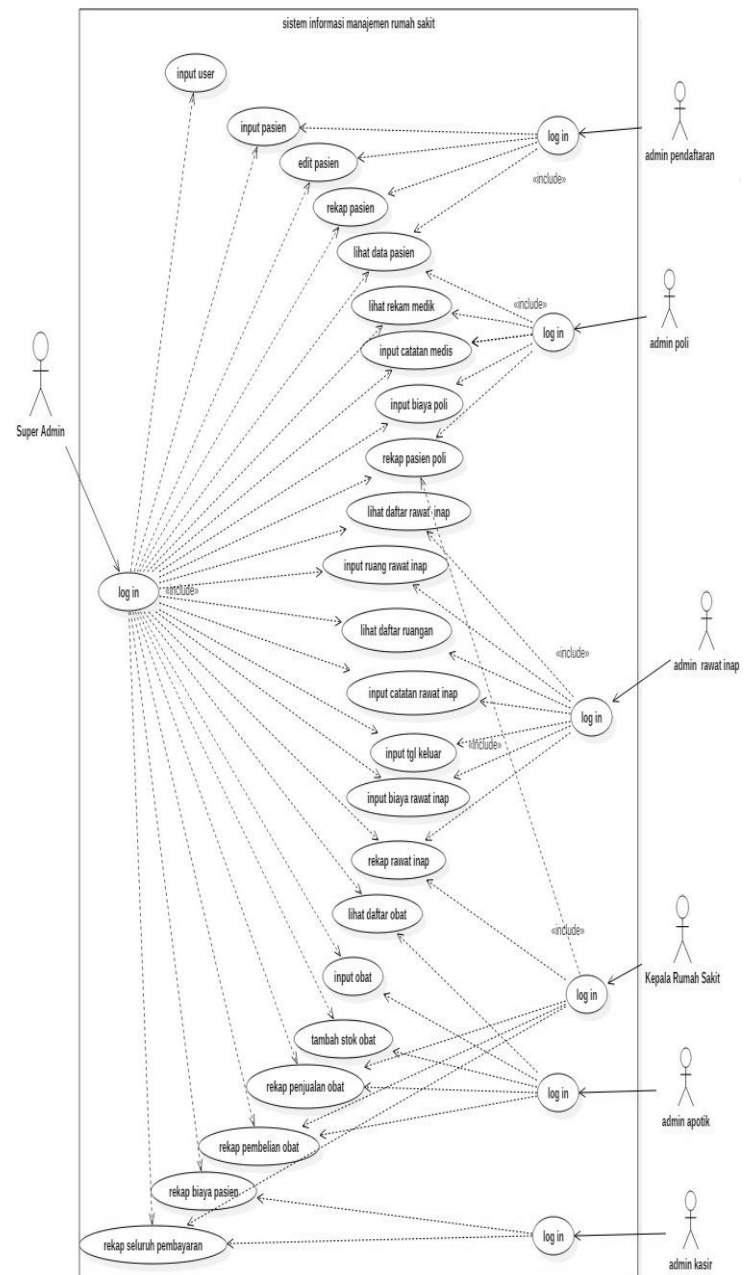 sistem informasi manajemen rumah sakit
input user
input pasien
log in
edit pasien
admin pendaftaran
«include»
rekap pasien
lihat data pasien
lihat rekam medik
«include»
log in
input catatan medis
admin poli
input biaya poli
Super Admin
rekap pasien poli
lihat daftar rawat inap
input ruang rawat inap
log in
«include»
lihat daftar ruangan
«include»
admin rawat inap
input catatan rawat inap
log in
input tgl keluar
«include»
input biaya rawat inap
rekap rawat inap
lihat daftar obat
«include»
input obat
Kepala Rumah Sakit
log in
tambah stok obat
rekap penjualan obat
log in
admin apotik
rekap pembelian obat
rekap biaya pasien
log in
rekap seluruh pembayaran
admin kasir